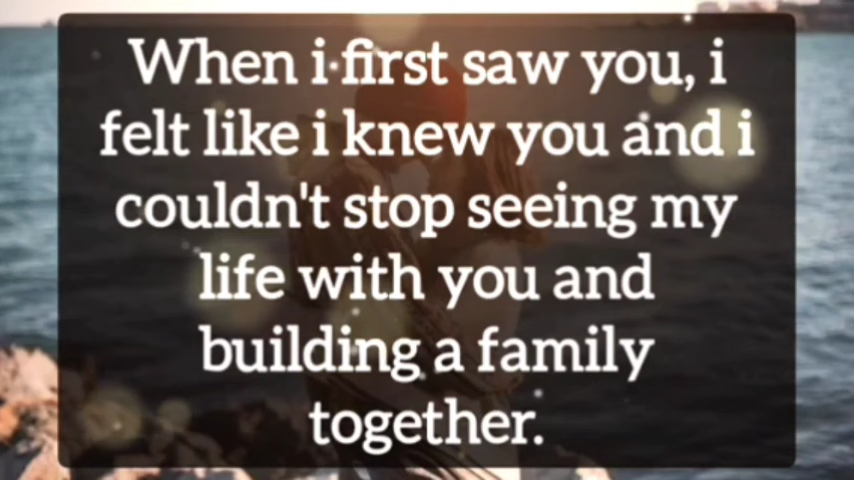 When i first saw you, i
felt like i knew you and i
couldn't stop seeing my
life with you and
building a family
together.